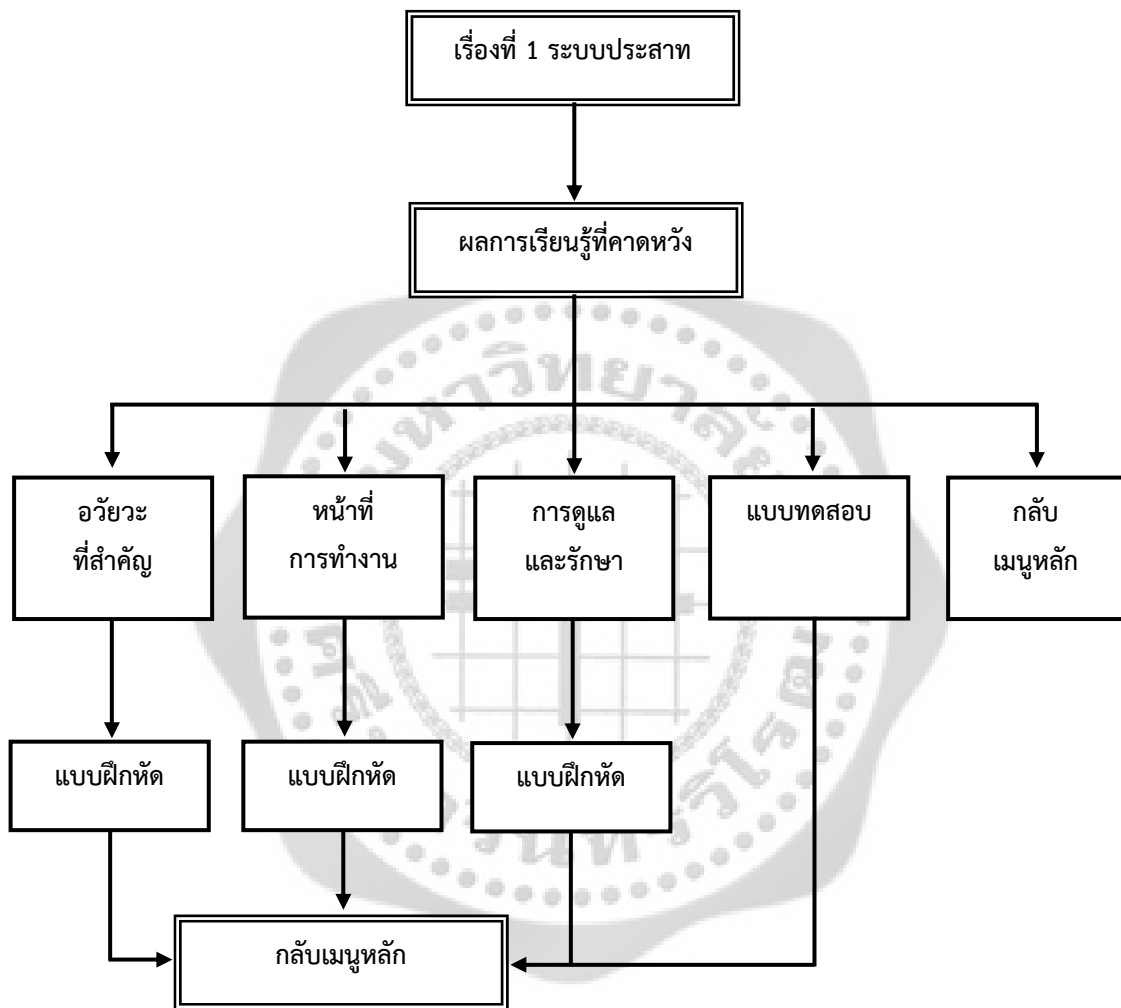 เรื่องที่ 1 ระบบประสาท
ผลการเรียนรู้ที่คาดหวัง
อวัยวะ
ที่สำคัญ
หน้าที่
การทำงาน
การดูแล
และรักษา
แบบทดสอบ
กลับ
เมนูหลัก
แบบฝึกหัด
แบบฝึกหัด
แบบฝึกหัด
กลับเมนูหลัก